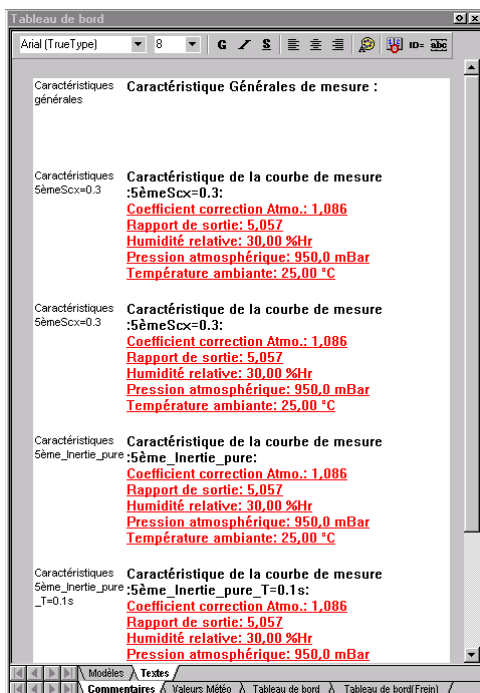 Tableau de bord
Arial (TrueType) 8 G I S ID= abc
Caractéristiques générales Caractéristique Générales de mesure :
Caractéristiques 5èmeScx=0.3
Caractéristique de la courbe de mesure
:5èmeScx=0.3:
Coefficient correction Atmo.: 1,086
Rapport de sortie: 5,057
Humidité relative: 30,00 %Hr
Pression atmosphérique: 950,0 mBar
Température ambiante: 25,00 °C
Caractéristiques 5èmeScx=0.3
Caractéristique de la courbe de mesure
:5èmeScx=0.3:
Coefficient correction Atmo.: 1,086
Rapport de sortie: 5,057
Humidité relative: 30,00 %Hr
Pression atmosphérique: 950,0 mBar
Température ambiante: 25,00 °C
Caractéristiques 5ème_Inertie_pure
Caractéristique de la courbe de mesure
:5ème_Inertie_pure:
Coefficient correction Atmo.: 1,086
Rapport de sortie: 5,057
Humidité relative: 30,00 %Hr
Pression atmosphérique: 950,0 mBar
Température ambiante: 25,00 °C
Caractéristiques 5ème_Inertie_pure _T=0.1s
Caractéristique de la courbe de mesure
:5ème_Inertie_pure_T=0.1s:
Coefficient correction Atmo.: 1,086
Rapport de sortie: 5,057
Humidité relative: 30,00 %Hr
Pression atmosphérique: 950,0 mBar
Modèles Textes
Commentaires Valeurs Météo Tableau de bord Tableau de bord(Frein)